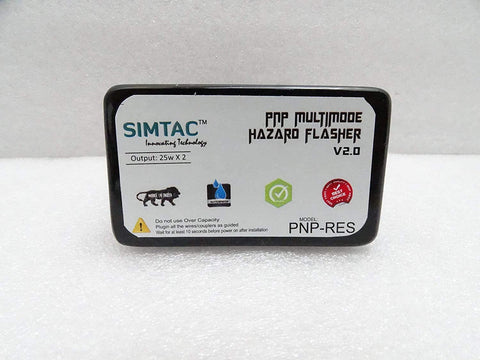 SIMTAC™
Innovating Technology
Output: 25w X 2
PNP MULTIMODE
HAZARD FLASHER
V2.0
BEST
CHOICE
Do not use Over Capacity
Plugin all the wires/couplers as guided
Wait for at least 10 seconds before power on after installation
MODEL:
PNP-RES